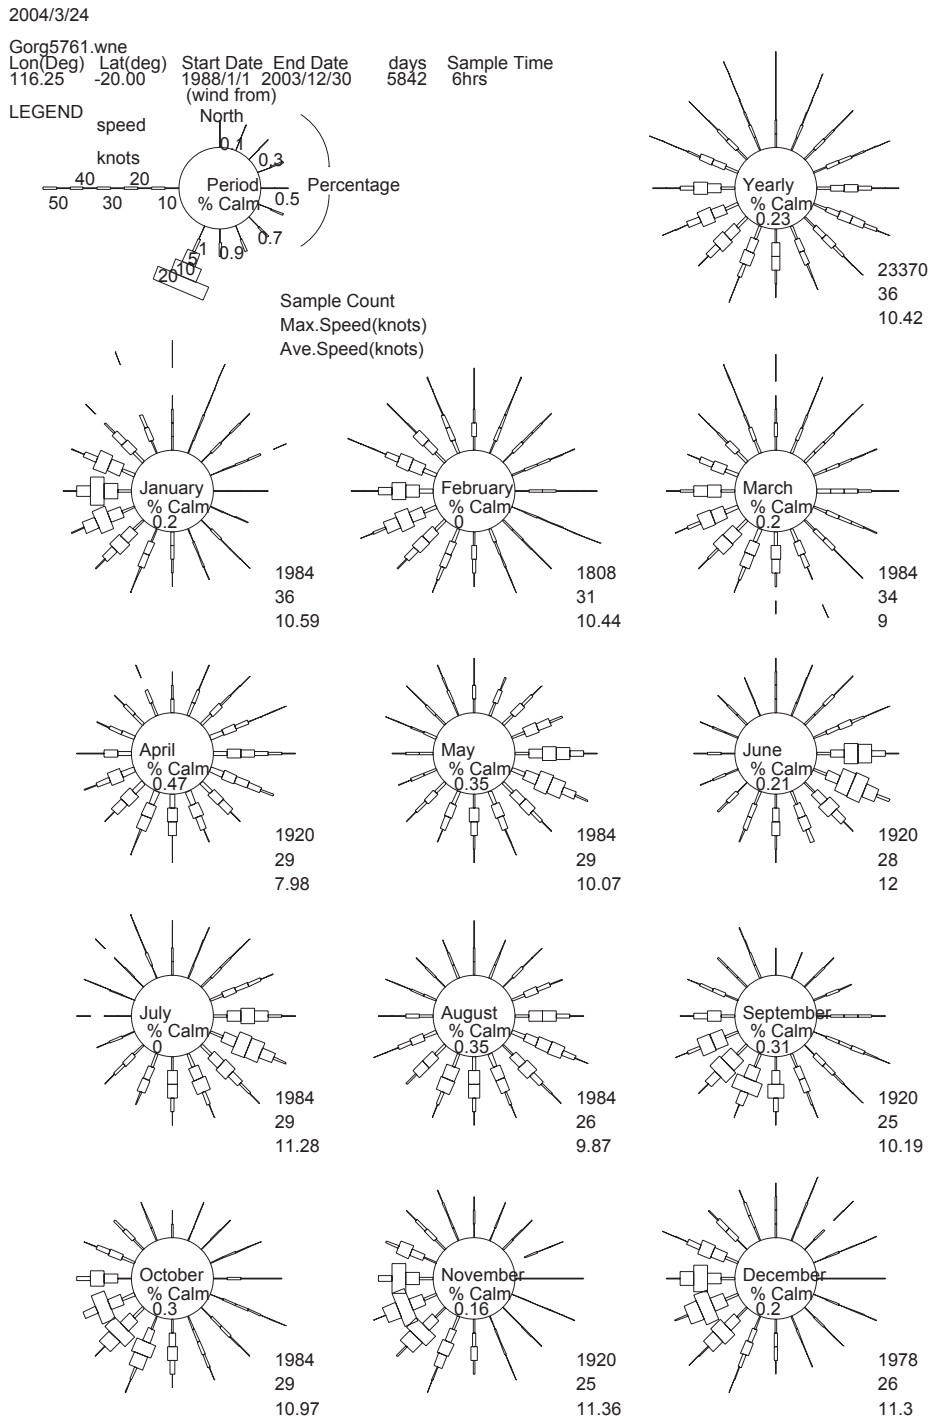 2004/3/24
Gorg5761.wne
Lon(Deg) Lat(deg) Start Date End Date days Sample Time
116.25 -20.00 1988/1/1 2003/12/30 5842 6hrs
(wind from)
LEGEND
North
speed
knots
0.1
0.3
0.5
0.7
0.9
1
5
10
20
Percentage
40 20
50 30 10
Period
% Calm
Sample Count
Max.Speed(knots)
Ave.Speed(knots)
Yearly
% Calm
0.23
23370
36
10.42
January
% Calm
0.2
1984
36
10.59
February
% Calm
0
1808
31
10.44
March
% Calm
0.2
1984
34
9
April
% Calm
0.47
1920
29
7.98
May
% Calm
0.35
1984
29
10.07
June
% Calm
0.21
1920
28
12
July
% Calm
0
1984
29
11.28
August
% Calm
0.35
1984
26
9.87
September
% Calm
0.31
1920
25
10.19
October
% Calm
0.3
1984
29
10.97
November
% Calm
0.16
1920
25
11.36
December
% Calm
0.2
1978
26
11.3